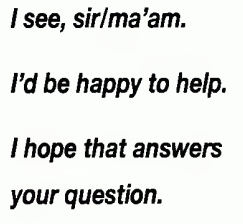 I see, sir/ma'am.
I'd be happy to help.
I hope that answers
your question.